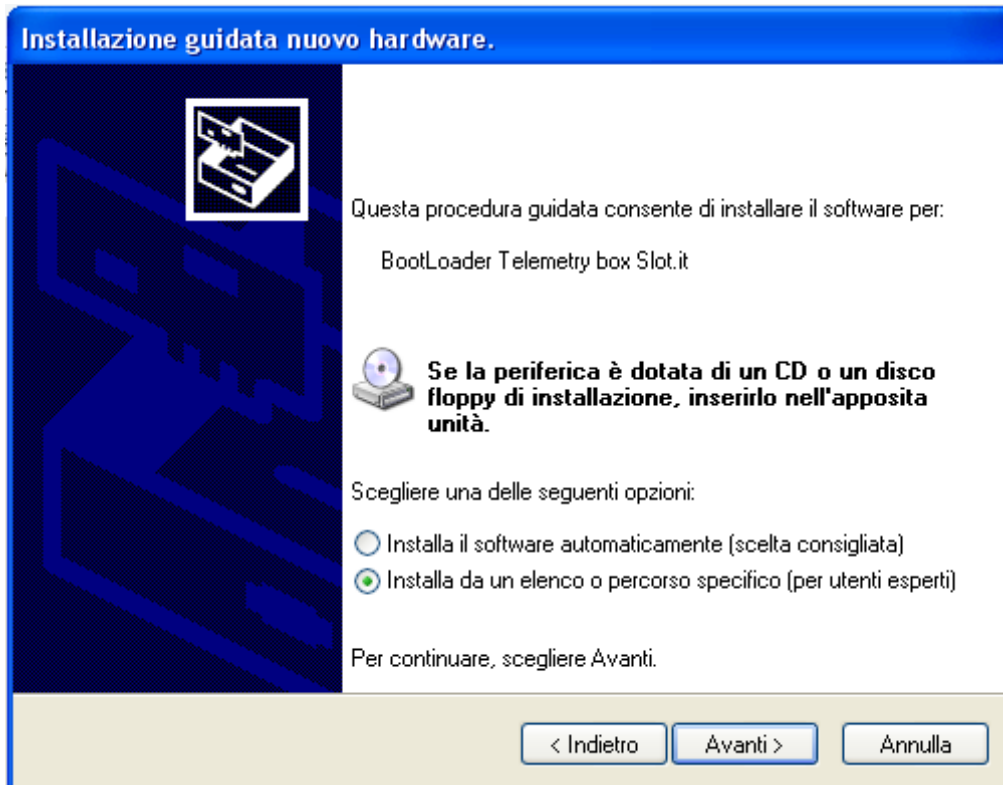 Installazione guidata nuovo hardware.
Questa procedura guidata consente di installare il software per:
BootLoader Telemetry box Slot.it
Se la periferica è dotata di un CD o un disco
floppy di installazione, inserirlo nell'apposita
unità.
Scegliere una delle seguenti opzioni:
Installa il software automaticamente (scelta consigliata)
Installa da un elenco o percorso specifico (per utenti esperti)
Per continuare, scegliere Avanti.
< Indietro Avanti > Annulla